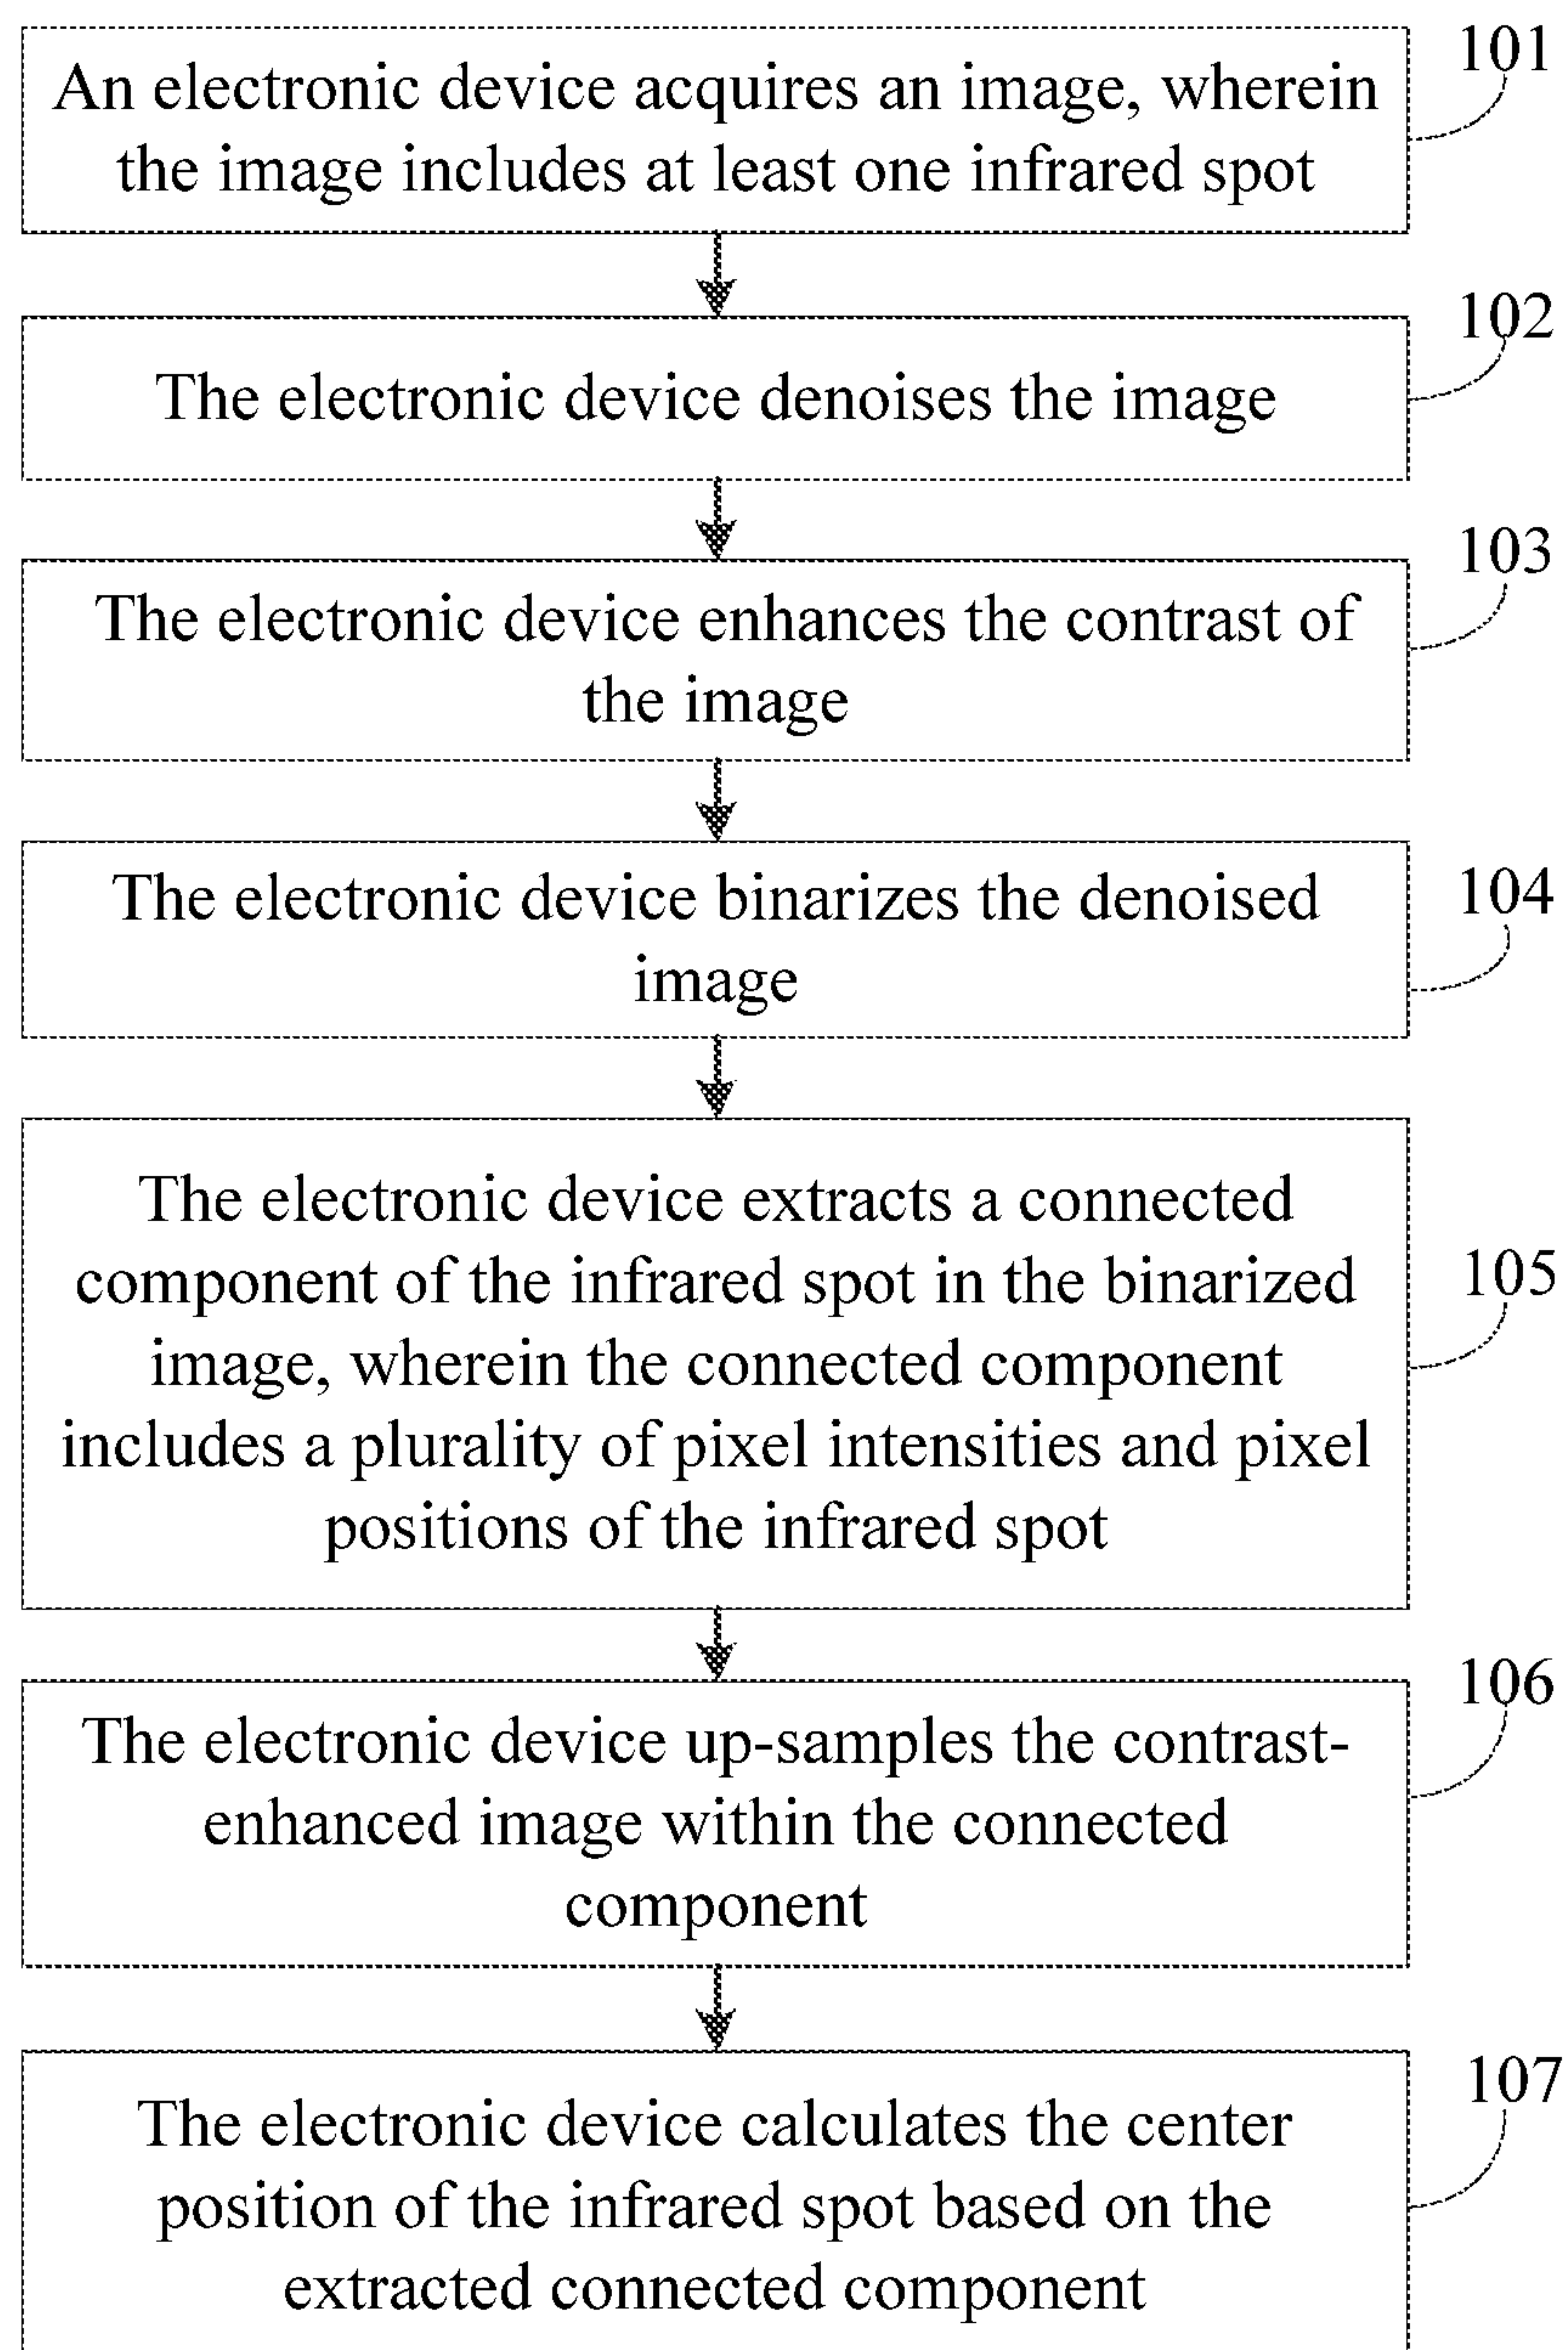 101
An electronic device acquires an image, wherein
the image includes at least one infrared spot
102
The electronic device denoises the image
103
The electronic device enhances the contrast of
the image
104
The electronic device binarizes the denoised
image
105
The electronic device extracts a connected
component of the infrared spot in the binarized
image, wherein the connected component
includes a plurality of pixel intensities and pixel
positions of the infrared spot
106
The electronic device up-samples the contrast-
enhanced image within the connected
component
107
The electronic device calculates the center
position of the infrared spot based on the
extracted connected component